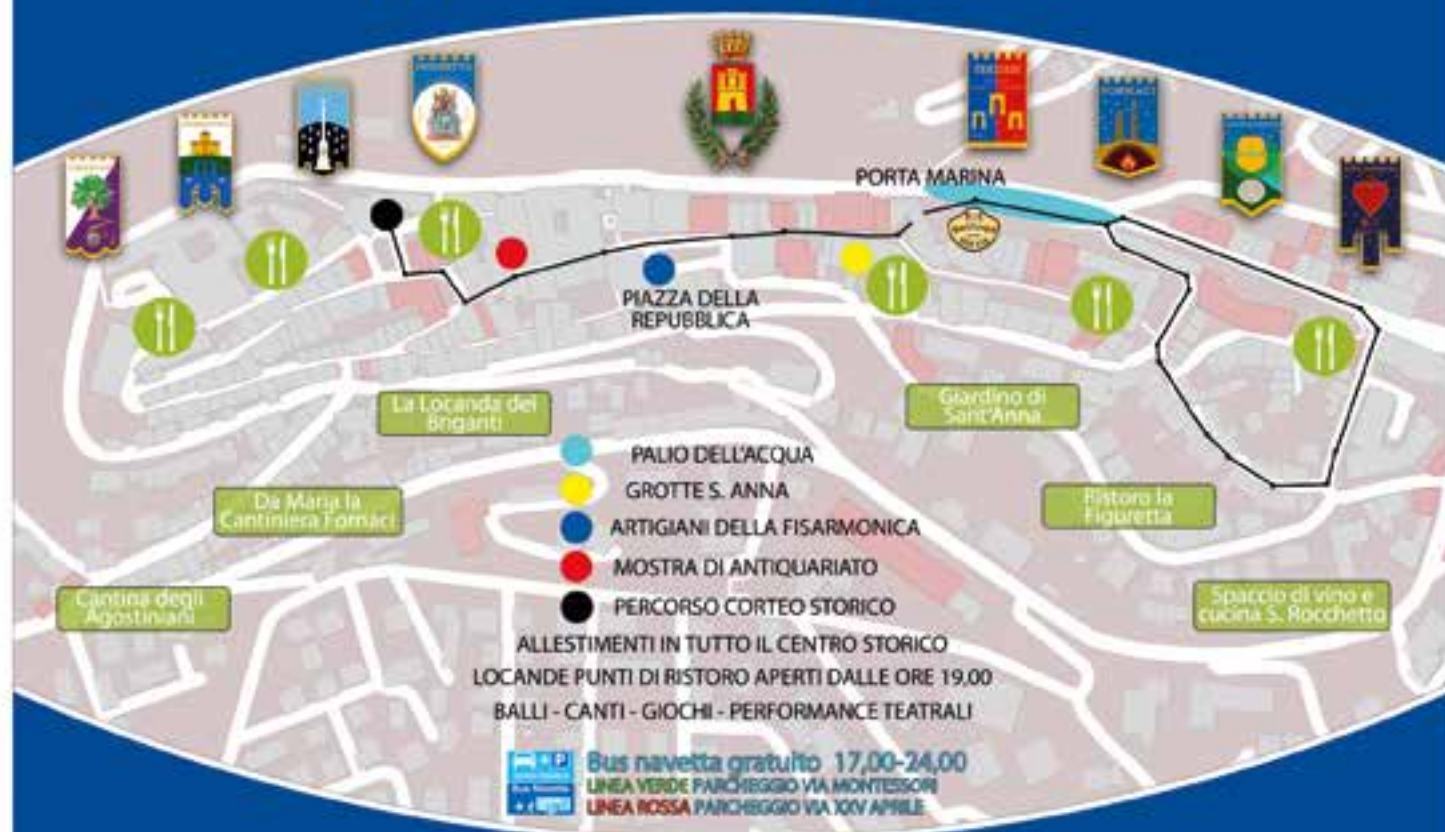 PORTA MARINA
PIAZZA DELLA
REPUBBLICA
La Locanda dei
Briganti
Giardino di
Sant'Anna
Da Maria la
Cantiniera Fornaci
Ristoro la
Figuretta
Cantina degli
Agostiniani
Spaccio di vino e
cucina S. Rocchetto
PALIO DELL'ACQUA
GROTTE S. ANNA
ARTIGIANI DELLA FISARMONICA
MOSTRA DI ANTIQUARIATO
PERCORSO CORTEO STORICO
ALLESTIMENTI IN TUTTO IL CENTRO STORICO
LOCANDE PUNTI DI RISTORO APERTI DALLE ORE 19,00
BALLI - CANTI - GIOCHI - PERFORMANCE TEATRALI
P
Bus navetta gratuito 17,00-24,00
LINEA VERDE PARCHEGGIO VIA MONTESSORI
LINEA ROSSA PARCHEGGIO VIA XXV APRILE